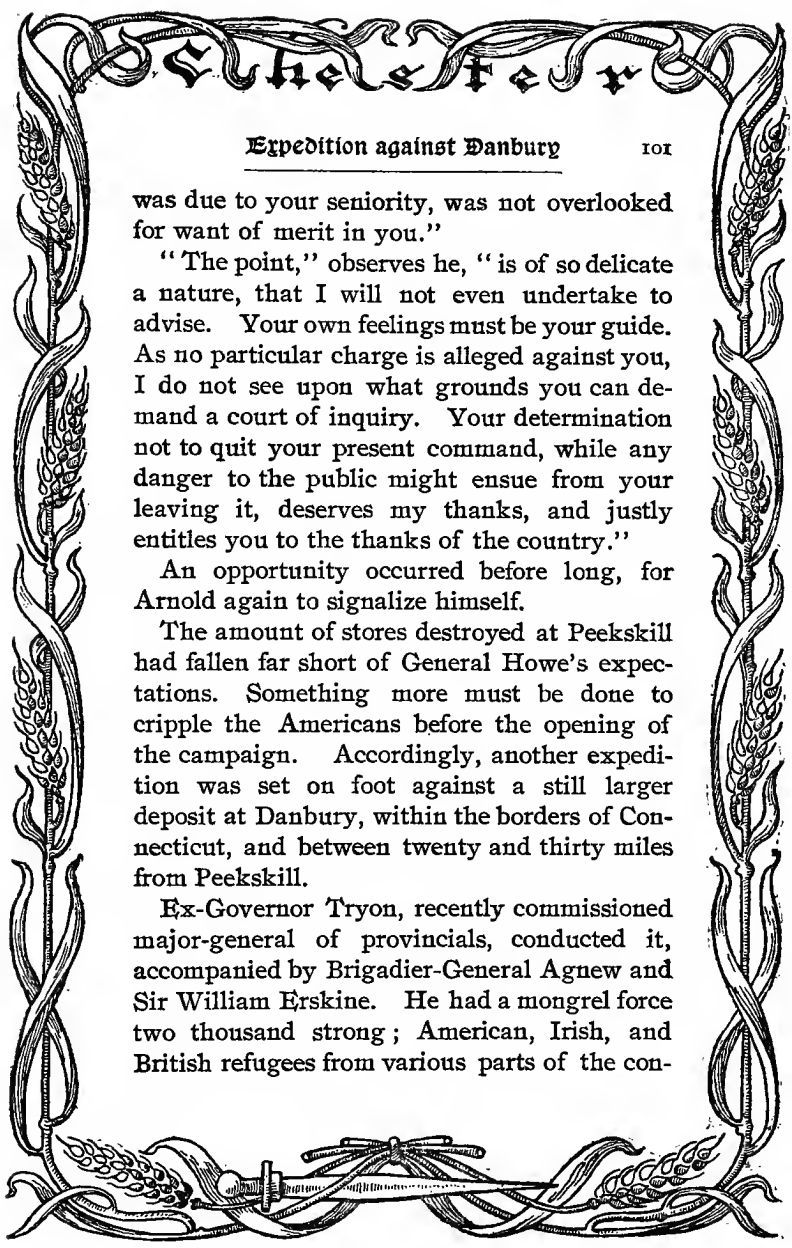 Chester
Expedition against Danbury 101
was due to your seniority, was not overlooked
for want of merit in you."
"The point," observes he, "is of so delicate
a nature, that I will not even undertake to
advise. Your own feelings must be your guide.
As no particular charge is alleged against you,
I do not see upon what grounds you can de-
mand a court of inquiry. Your determination
not to quit your present command, while any
danger to the public might ensue from your
leaving it, deserves my thanks, and justly
entitles you to the thanks of the country."
An opportunity occurred before long, for
Arnold again to signalize himself.
The amount of stores destroyed at Peekskill
had fallen far short of General Howe's expec-
tations. Something more must be done to
cripple the Americans before the opening of
the campaign. Accordingly, another expedi-
tion was set on foot against a still larger
deposit at Danbury, within the borders of Con-
necticut, and between twenty and thirty miles
from Peekskill.
Ex-Governor Tryon, recently commissioned
major-general of provincials, conducted it,
accompanied by Brigadier-General Agnew and
Sir William Erskine. He had a mongrel force
two thousand strong; American, Irish, and
British refugees from various parts of the con-